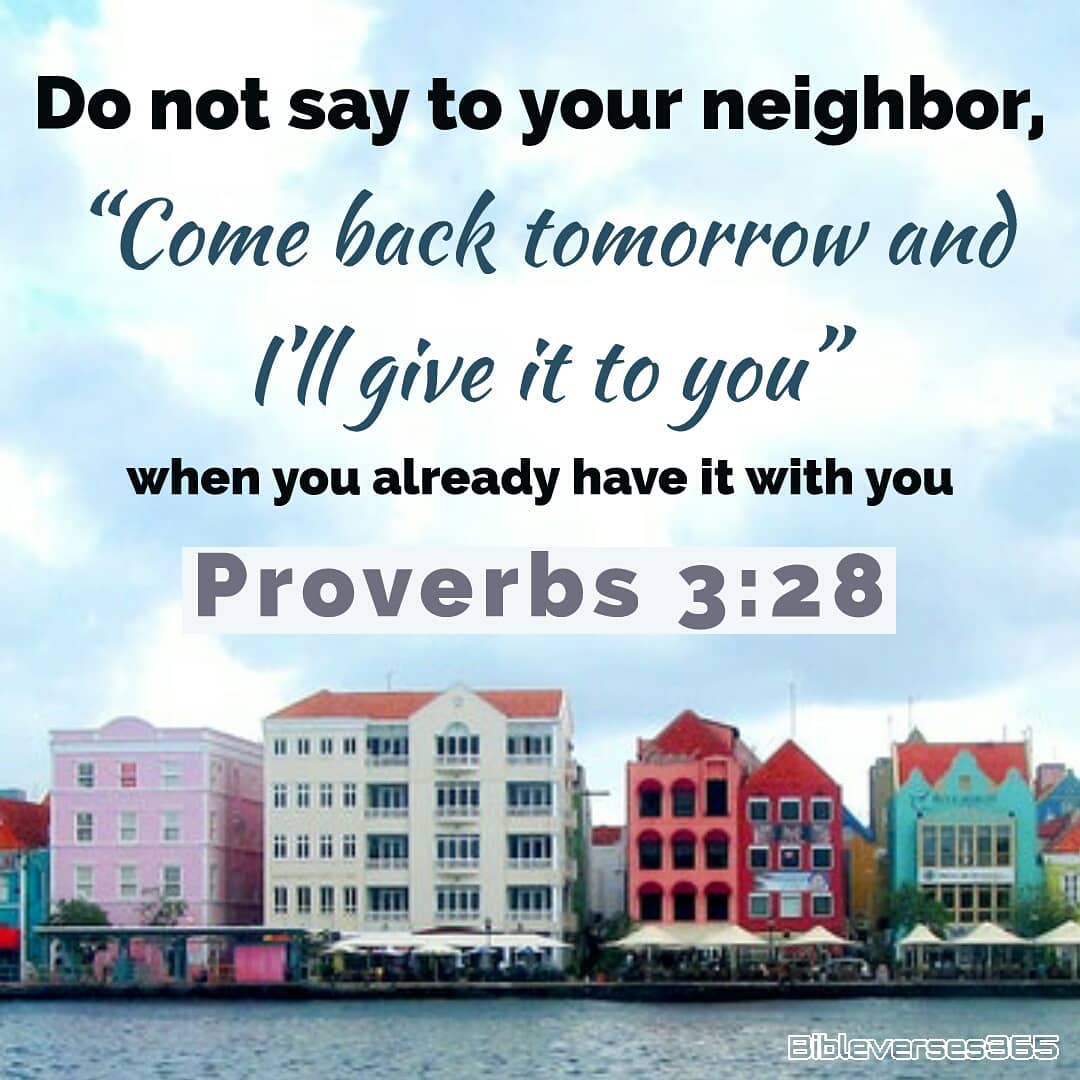 Do not say to your neighbor,
“Come back tomorrow and
I’ll give it to you”
when you already have it with you
Proverbs 3:28
Bibleverses365